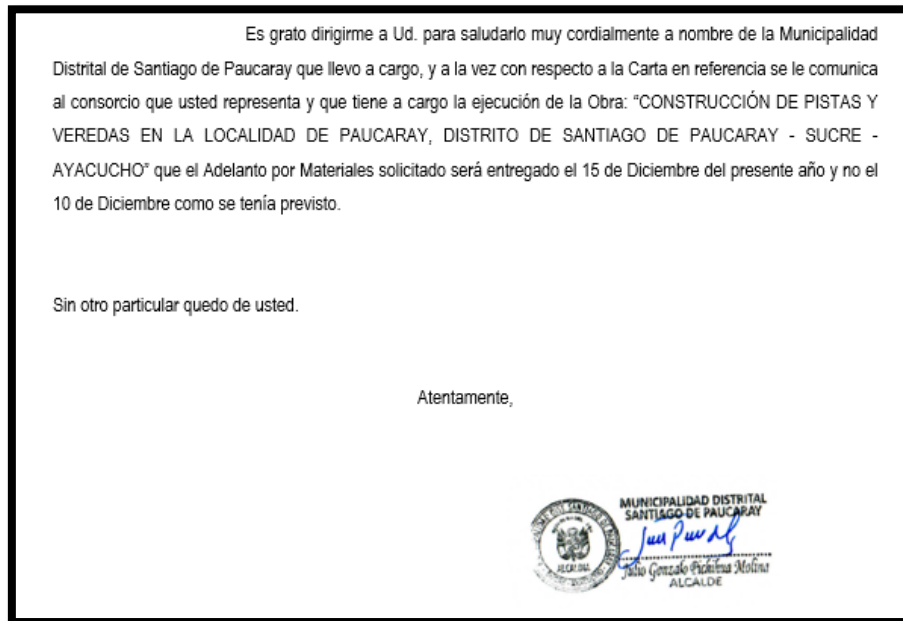 Es grato dirigirme a Ud. para saludarlo muy cordialmente a nombre de la Municipalidad
Distrital de Santiago de Paucaray que llevo a cargo, y a la vez con respecto a la Carta en referencia se le comunica
al consorcio que usted representa y que tiene a cargo la ejecución de la Obra: “CONSTRUCCIÓN DE PISTAS Y
VEREDAS EN LA LOCALIDAD DE PAUCARAY, DISTRITO DE SANTIAGO DE PAUCARAY - SUCRE -
AYACUCHO” que el Adelanto por Materiales solicitado será entregado el 15 de Diciembre del presente año y no el
10 de Diciembre como se tenía previsto.
Sin otro particular quedo de usted.
Atentamente,
MUNICIPALIDAD DISTRITAL
SANTIAGO DE PAUCARAY
Julio Gonzalo Pichihua Molina
ALCALDE
ALCALDIA